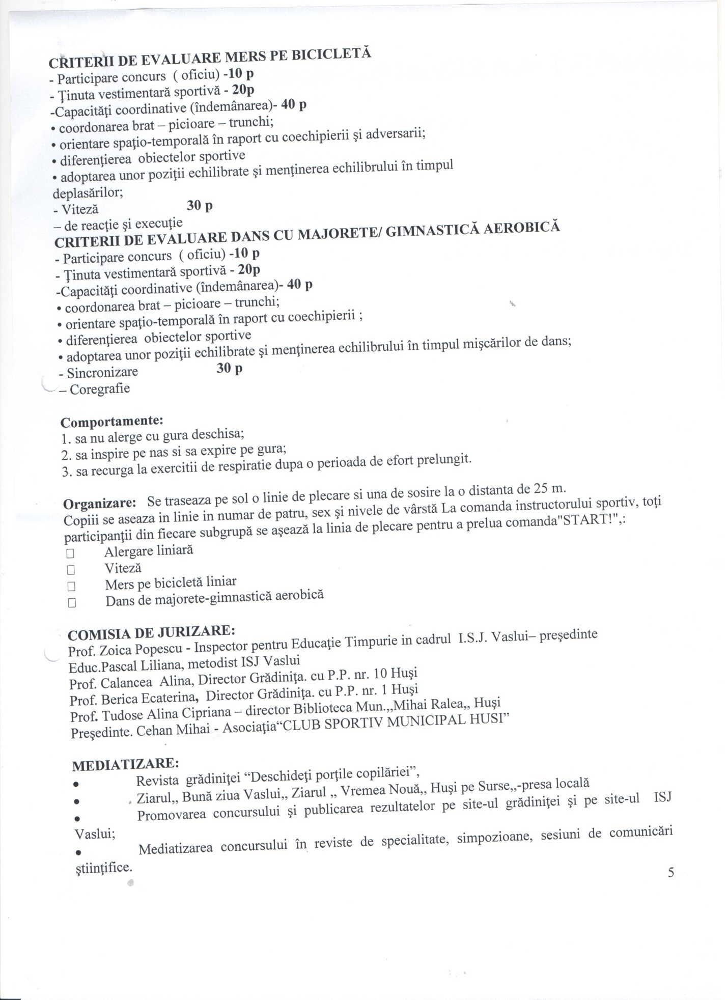 CRITERII DE EVALUARE MERS PE BICICLETĂ
- Participare concurs ( oficiu) -10 p
- Ţinuta vestimentară sportivă - 20p
-Capacităţi coordinative (îndemânarea)- 40 p
• coordonarea brat – picioare – trunchi;
• orientare spaţio-temporală în raport cu coechipierii şi adversarii;
• diferenţierea obiectelor sportive
• adoptarea unor poziţii echilibrate şi menţinerea echilibrului în timpul
deplasărilor;
- Viteză 30 p
– de reacţie şi execuţie
CRITERII DE EVALUARE DANS CU MAJORETE/ GIMNASTICĂ AEROBICĂ
- Participare concurs ( oficiu) -10 p
- Ţinuta vestimentară sportivă - 20p
-Capacităţi coordinative (îndemânarea)- 40 p
• coordonarea brat – picioare – trunchi;
• orientare spaţio-temporală în raport cu coechipierii ;
• diferenţierea obiectelor sportive
• adoptarea unor poziţii echilibrate şi menţinerea echilibrului în timpul mişcărilor de dans;
- Sincronizare 30 p
– Coregrafie
Comportamente:
1. sa nu alerge cu gura deschisa;
2. sa inspire pe nas si sa expire pe gura;
3. sa recurga la exercitii de respiratie dupa o perioada de efort prelungit.
Organizare: Se traseaza pe sol o linie de plecare si una de sosire la o distanta de 25 m.
Copiii se aseaza in linie in numar de patru, sex şi nivele de vârstă La comanda instructorului sportiv, toţi
participanţii din fiecare subgrupă se aşează la linia de plecare pentru a prelua comanda"START!",:
□ Alergare liniară
□ Viteză
□ Mers pe bicicletă liniar
□ Dans de majorete-gimnastică aerobică
COMISIA DE JURIZARE:
Prof. Zoica Popescu - Inspector pentru Educaţie Timpurie in cadrul I.S.J. Vaslui– preşedinte
Educ.Pascal Liliana, metodist ISJ Vaslui
Prof. Calancea Alina, Director Grădiniţa. cu P.P. nr. 10 Huşi
Prof. Berica Ecaterina, Director Grădiniţa. cu P.P. nr. 1 Huşi
Prof. Tudose Alina Cipriana – director Biblioteca Mun.,,Mihai Ralea,, Huşi
Preşedinte. Cehan Mihai - Asociaţia“CLUB SPORTIV MUNICIPAL HUSI”
MEDIATIZARE:
• Revista grădiniţei “Deschideţi porţile copilăriei”,
• Ziarul,, Bună ziua Vaslui,, Ziarul ,, Vremea Nouă,, Huşi pe Surse,,-presa locală
• Promovarea concursului şi publicarea rezultatelor pe site-ul grădiniţei şi pe site-ul ISJ
Vaslui;
• Mediatizarea concursului în reviste de specialitate, simpozioane, sesiuni de comunicări
ştiinţifice.
5